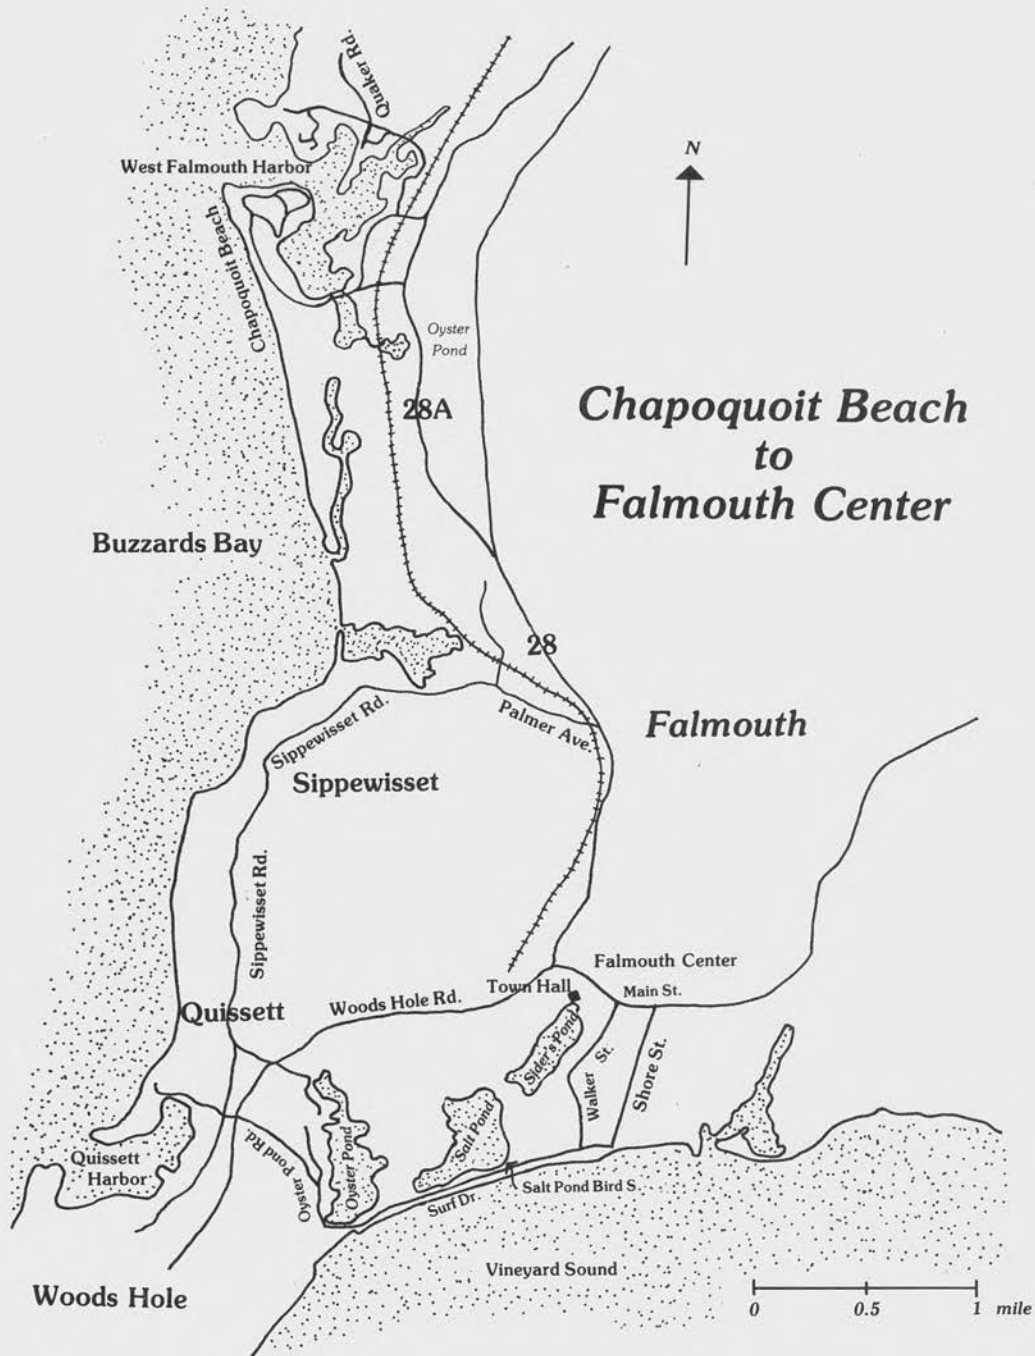 Quaker Rd.
N
West Falmouth Harbor
Chapoquoit Beach
Oyster
Pond
28A
Chapoquoit Beach
to
Falmouth Center
Buzzards Bay
28
Sippewisset Rd.
Palmer Ave.
Falmouth
Sippewisset
Sippewisset Rd.
Falmouth Center
Town Hall
Main St.
Woods Hole Rd.
Quissett
Sider's Pond
Walker St.
Shore St.
Salt Pond
Oyster Pond
Oyster Pond Rd.
Quissett
Harbor
Surf Dr.
Salt Pond Bird S.
Vineyard Sound
Woods Hole
0 0.5 1 mile